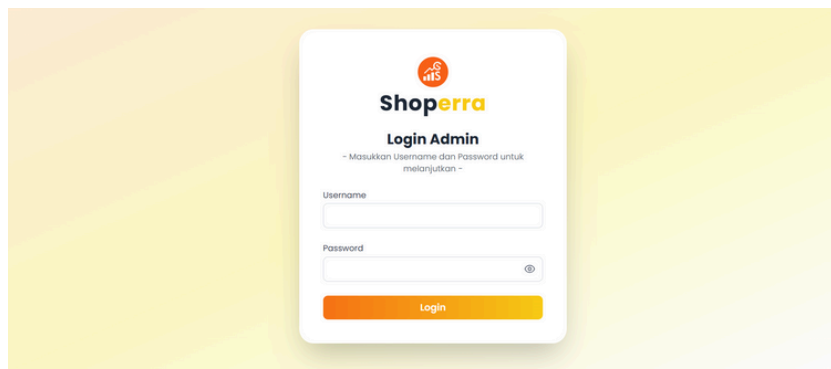 Shoperra
Login Admin
- Masukkan Username dan Password untuk
melanjutkan -
Username
Password
Login